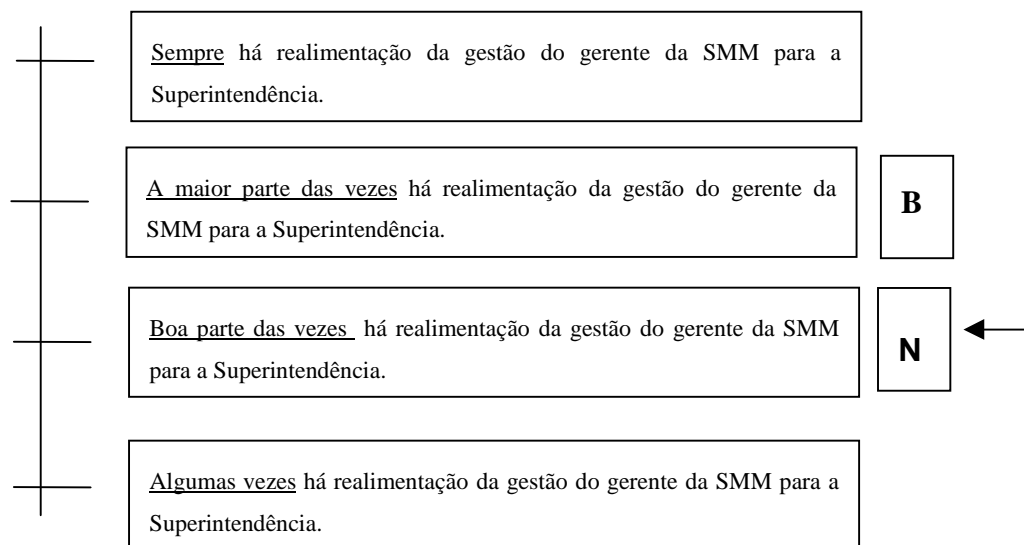 Sempre há realimentação da gestão do gerente da SMM para a
Superintendência.
A maior parte das vezes há realimentação da gestão do gerente da
SMM para a Superintendência.
B
Boa parte das vezes há realimentação da gestão do gerente da SMM
para a Superintendência.
N
Algumas vezes há realimentação da gestão do gerente da SMM para a
Superintendência.